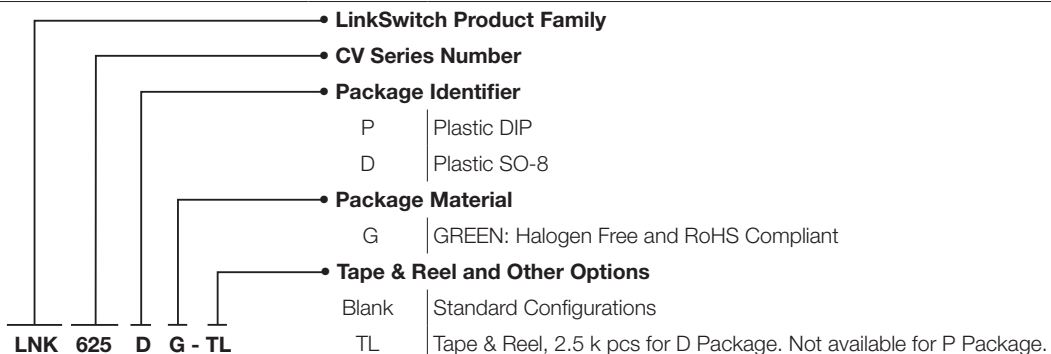 LinkSwitch Product Family
CV Series Number
Package Identifier
P Plastic DIP
D Plastic SO-8
Package Material
G GREEN: Halogen Free and RoHS Compliant
Tape & Reel and Other Options
Blank Standard Configurations
LNK 625 D G - TL TL Tape & Reel, 2.5 k pcs for D Package. Not available for P Package.